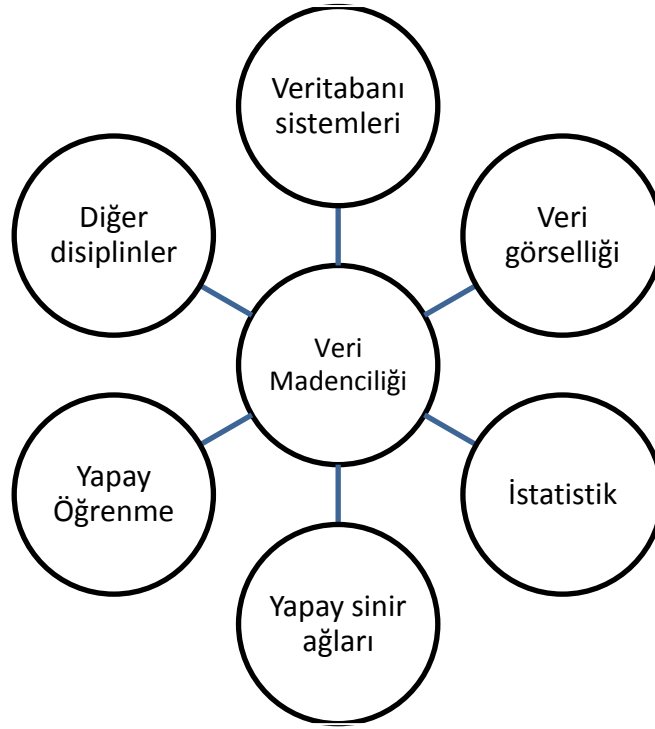 Veritabanı
sistemleri
Diğer
disiplinler
Veri
görselliği
Veri
Madenciliği
Yapay
Öğrenme
İstatistik
Yapay sinir
ağları